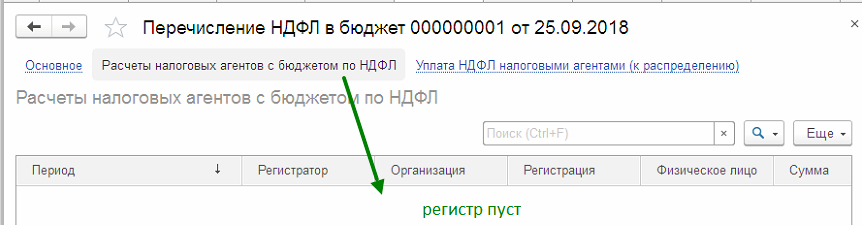 Перечисление НДФЛ в бюджет 000000001 от 25.09.2018
Основное Расчеты налоговых агентов с бюджетом по НДФЛ Уплата НДФЛ налоговыми агентами (к распределению)
Расчеты налоговых агентов с бюджетом по НДФЛ
Поиск (Ctrl+F) Еще
Период Регистратор Организация Регистрация Физическое лицо Сумма
регистр пуст